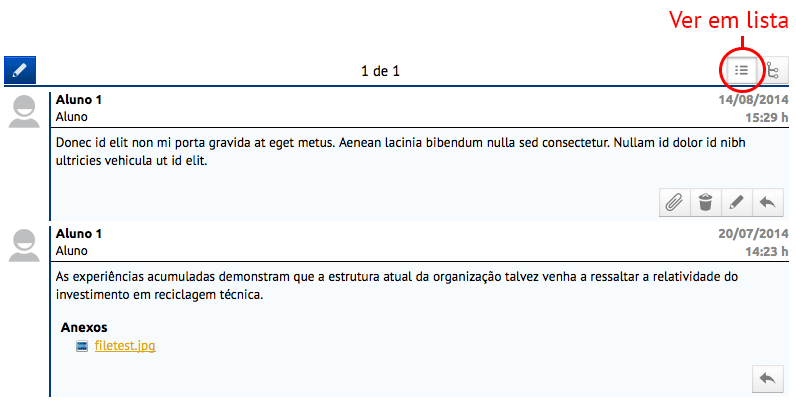 Ver em lista
1 de 1
Aluno 1
14/08/2014
Aluno
15:29 h
Donec id elit non mi porta gravida at eget metus. Aenean lacinia bibendum nulla sed consectetur. Nullam id dolor id nibh
ultricies vehicula ut id elit.
Aluno 1
20/07/2014
Aluno
14:23 h
As experiências acumuladas demonstram que a estrutura atual da organização talvez venha a ressaltar a relatividade do
investimento em reciclagem técnica.
Anexos
filetest.jpg